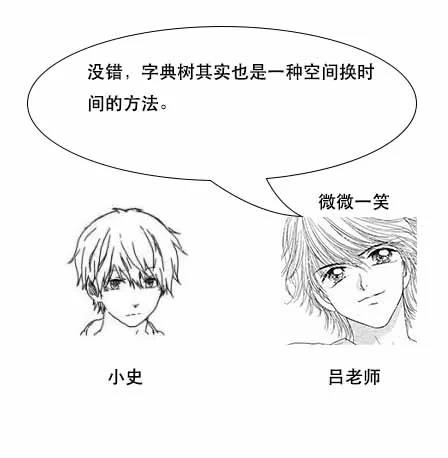 没错，字典树其实也是一种空间换时
间的方法。
微微一笑
小史
吕老师